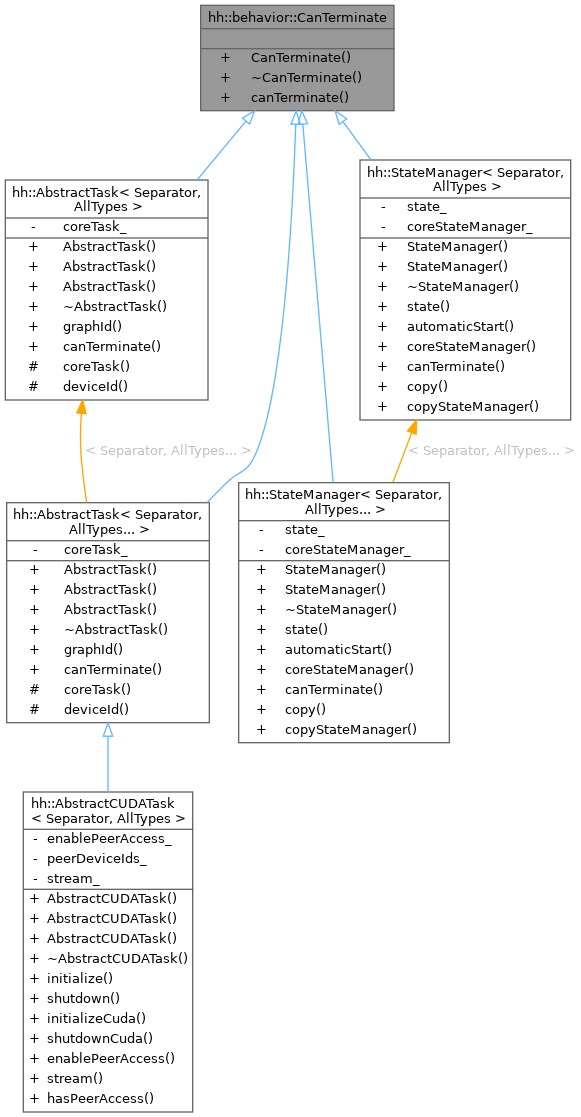 hh::behavior::CanTerminate
+ CanTerminate()
+ ~CanTerminate()
+ canTerminate()
hh::AbstractTask< Separator,
AllTypes >
- coreTask_
+ AbstractTask()
+ AbstractTask()
+ AbstractTask()
+ ~AbstractTask()
+ graphId()
+ canTerminate()
# coreTask()
# deviceId()
hh::StateManager< Separator,
AllTypes >
- state_
- coreStateManager_
+ StateManager()
+ StateManager()
+ ~StateManager()
+ state()
+ automaticStart()
+ coreStateManager()
+ canTerminate()
+ copy()
+ copyStateManager()
< Separator, AllTypes... >
< Separator, AllTypes... >
hh::AbstractTask< Separator,
AllTypes... >
- coreTask_
+ AbstractTask()
+ AbstractTask()
+ AbstractTask()
+ ~AbstractTask()
+ graphId()
+ canTerminate()
# coreTask()
# deviceId()
hh::StateManager< Separator,
AllTypes... >
- state_
- coreStateManager_
+ StateManager()
+ StateManager()
+ ~StateManager()
+ state()
+ automaticStart()
+ coreStateManager()
+ canTerminate()
+ copy()
+ copyStateManager()
hh::AbstractCUDATask
< Separator, AllTypes >
- enablePeerAccess_
- peerDeviceIds_
- stream_
+ AbstractCUDATask()
+ AbstractCUDATask()
+ AbstractCUDATask()
+ ~AbstractCUDATask()
+ initialize()
+ shutdown()
+ initializeCuda()
+ shutdownCuda()
+ enablePeerAccess()
+ stream()
+ hasPeerAccess()